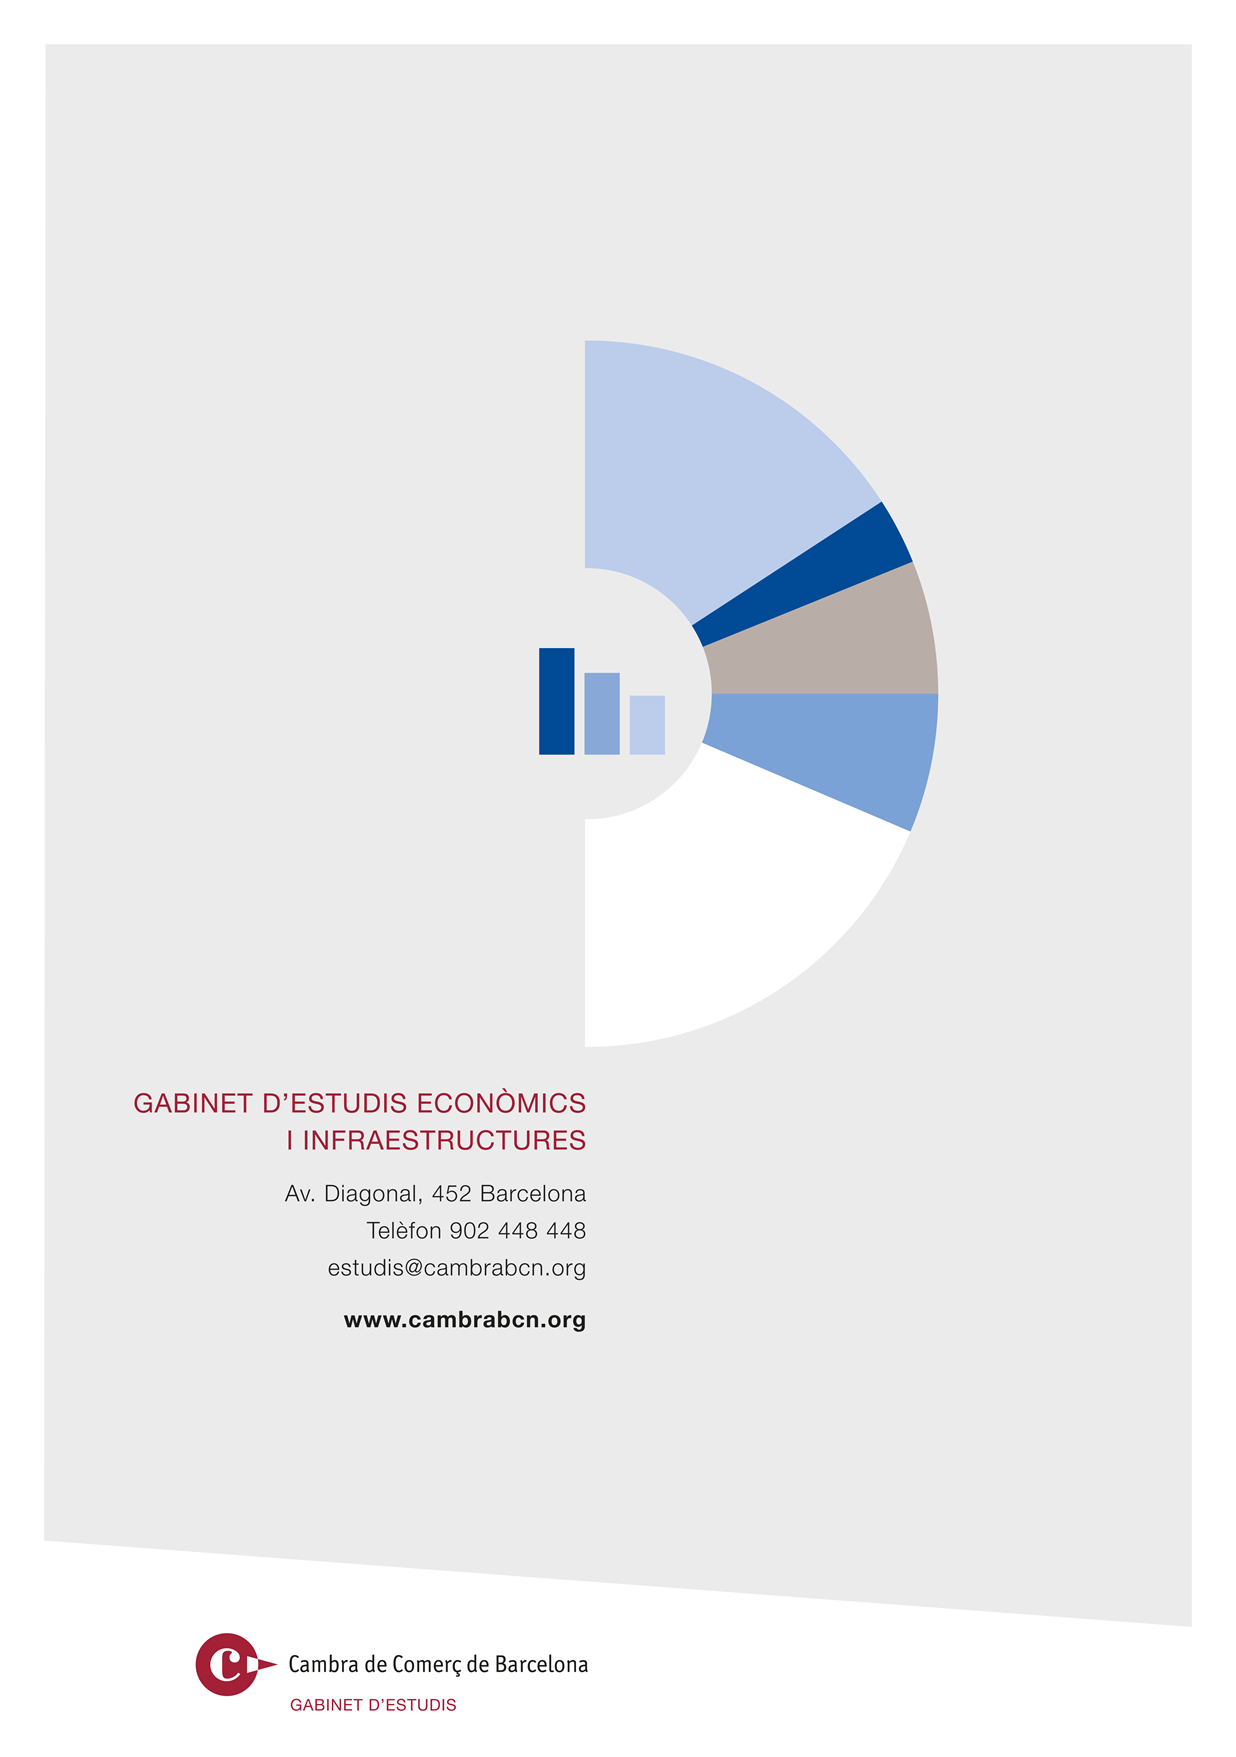 GABINET D’ESTUDIS ECONÒMICS
I INFRAESTRUCTURES
Av. Diagonal, 452 Barcelona
Telèfon 902 448 448
estudis@cambrabcn.org
www.cambrabcn.org
Cambra de Comerç de Barcelona
GABINET D’ESTUDIS